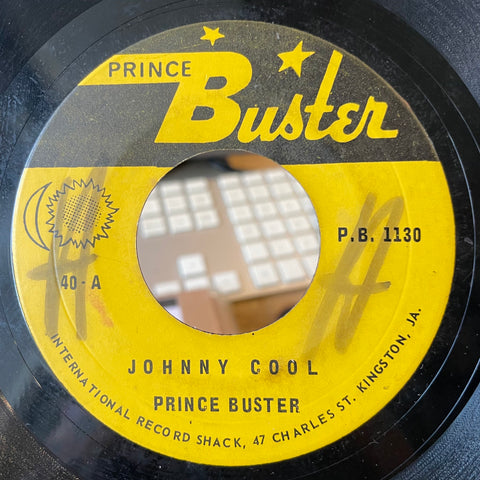 PRINCE
Buster
P.B. 1130
40-A
JOHNNY COOL
PRINCE BUSTER
INTERNATIONAL RECORD SHACK, 47 CHARLES ST. KINGSTON, JA.